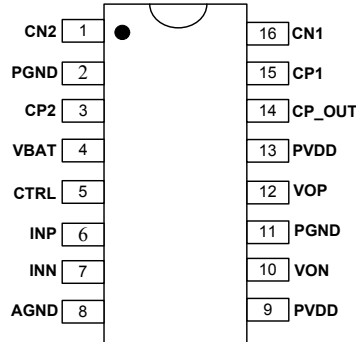 CN2 1 16 CN1
PGND 2 15 CP1
CP2 3 14 CP_OUT
VBAT 4 13 PVDD
CTRL 5 12 VOP
INP 6 11 PGND
INN 7 10 VON
AGND 8 9 PVDD